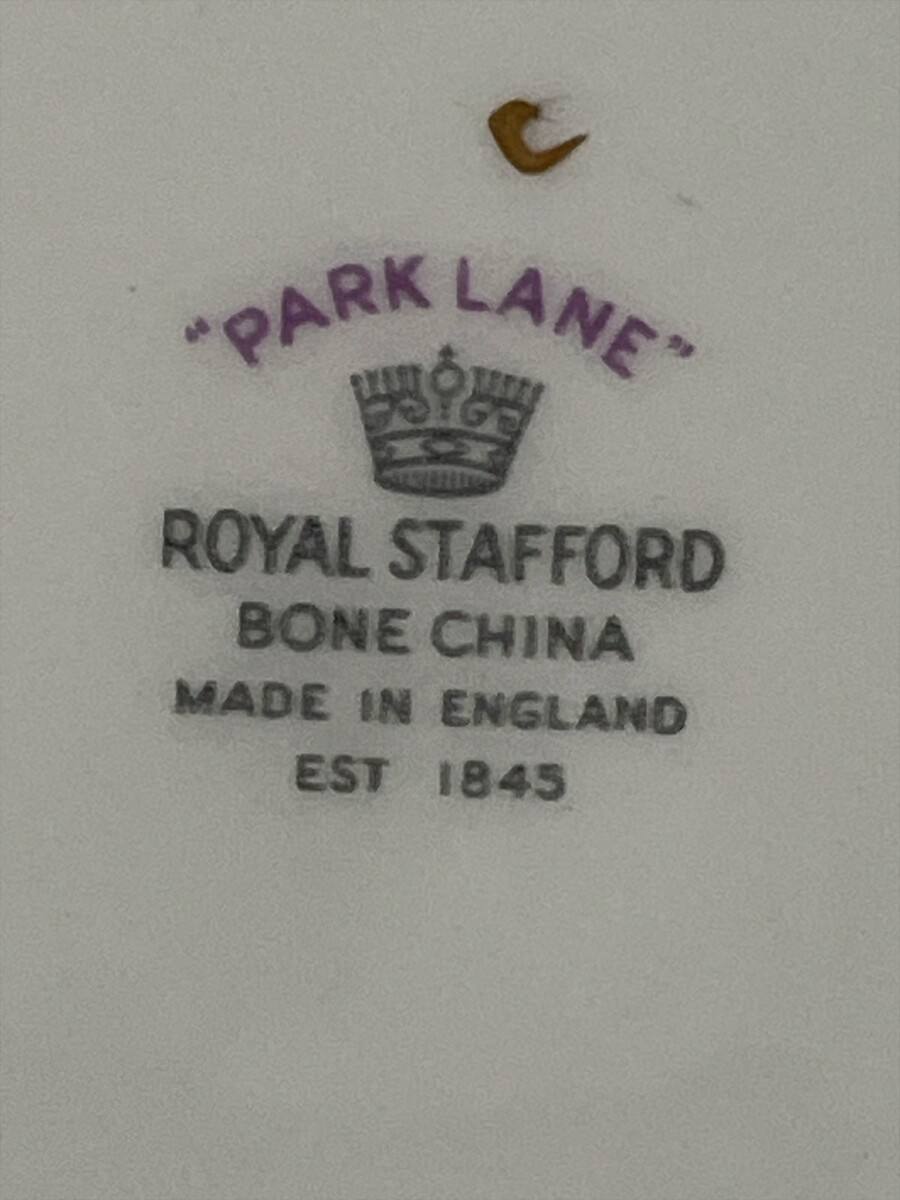 "PARK LANE"
ROYAL STAFFORD
BONE CHINA
MADE IN ENGLAND
EST 1845